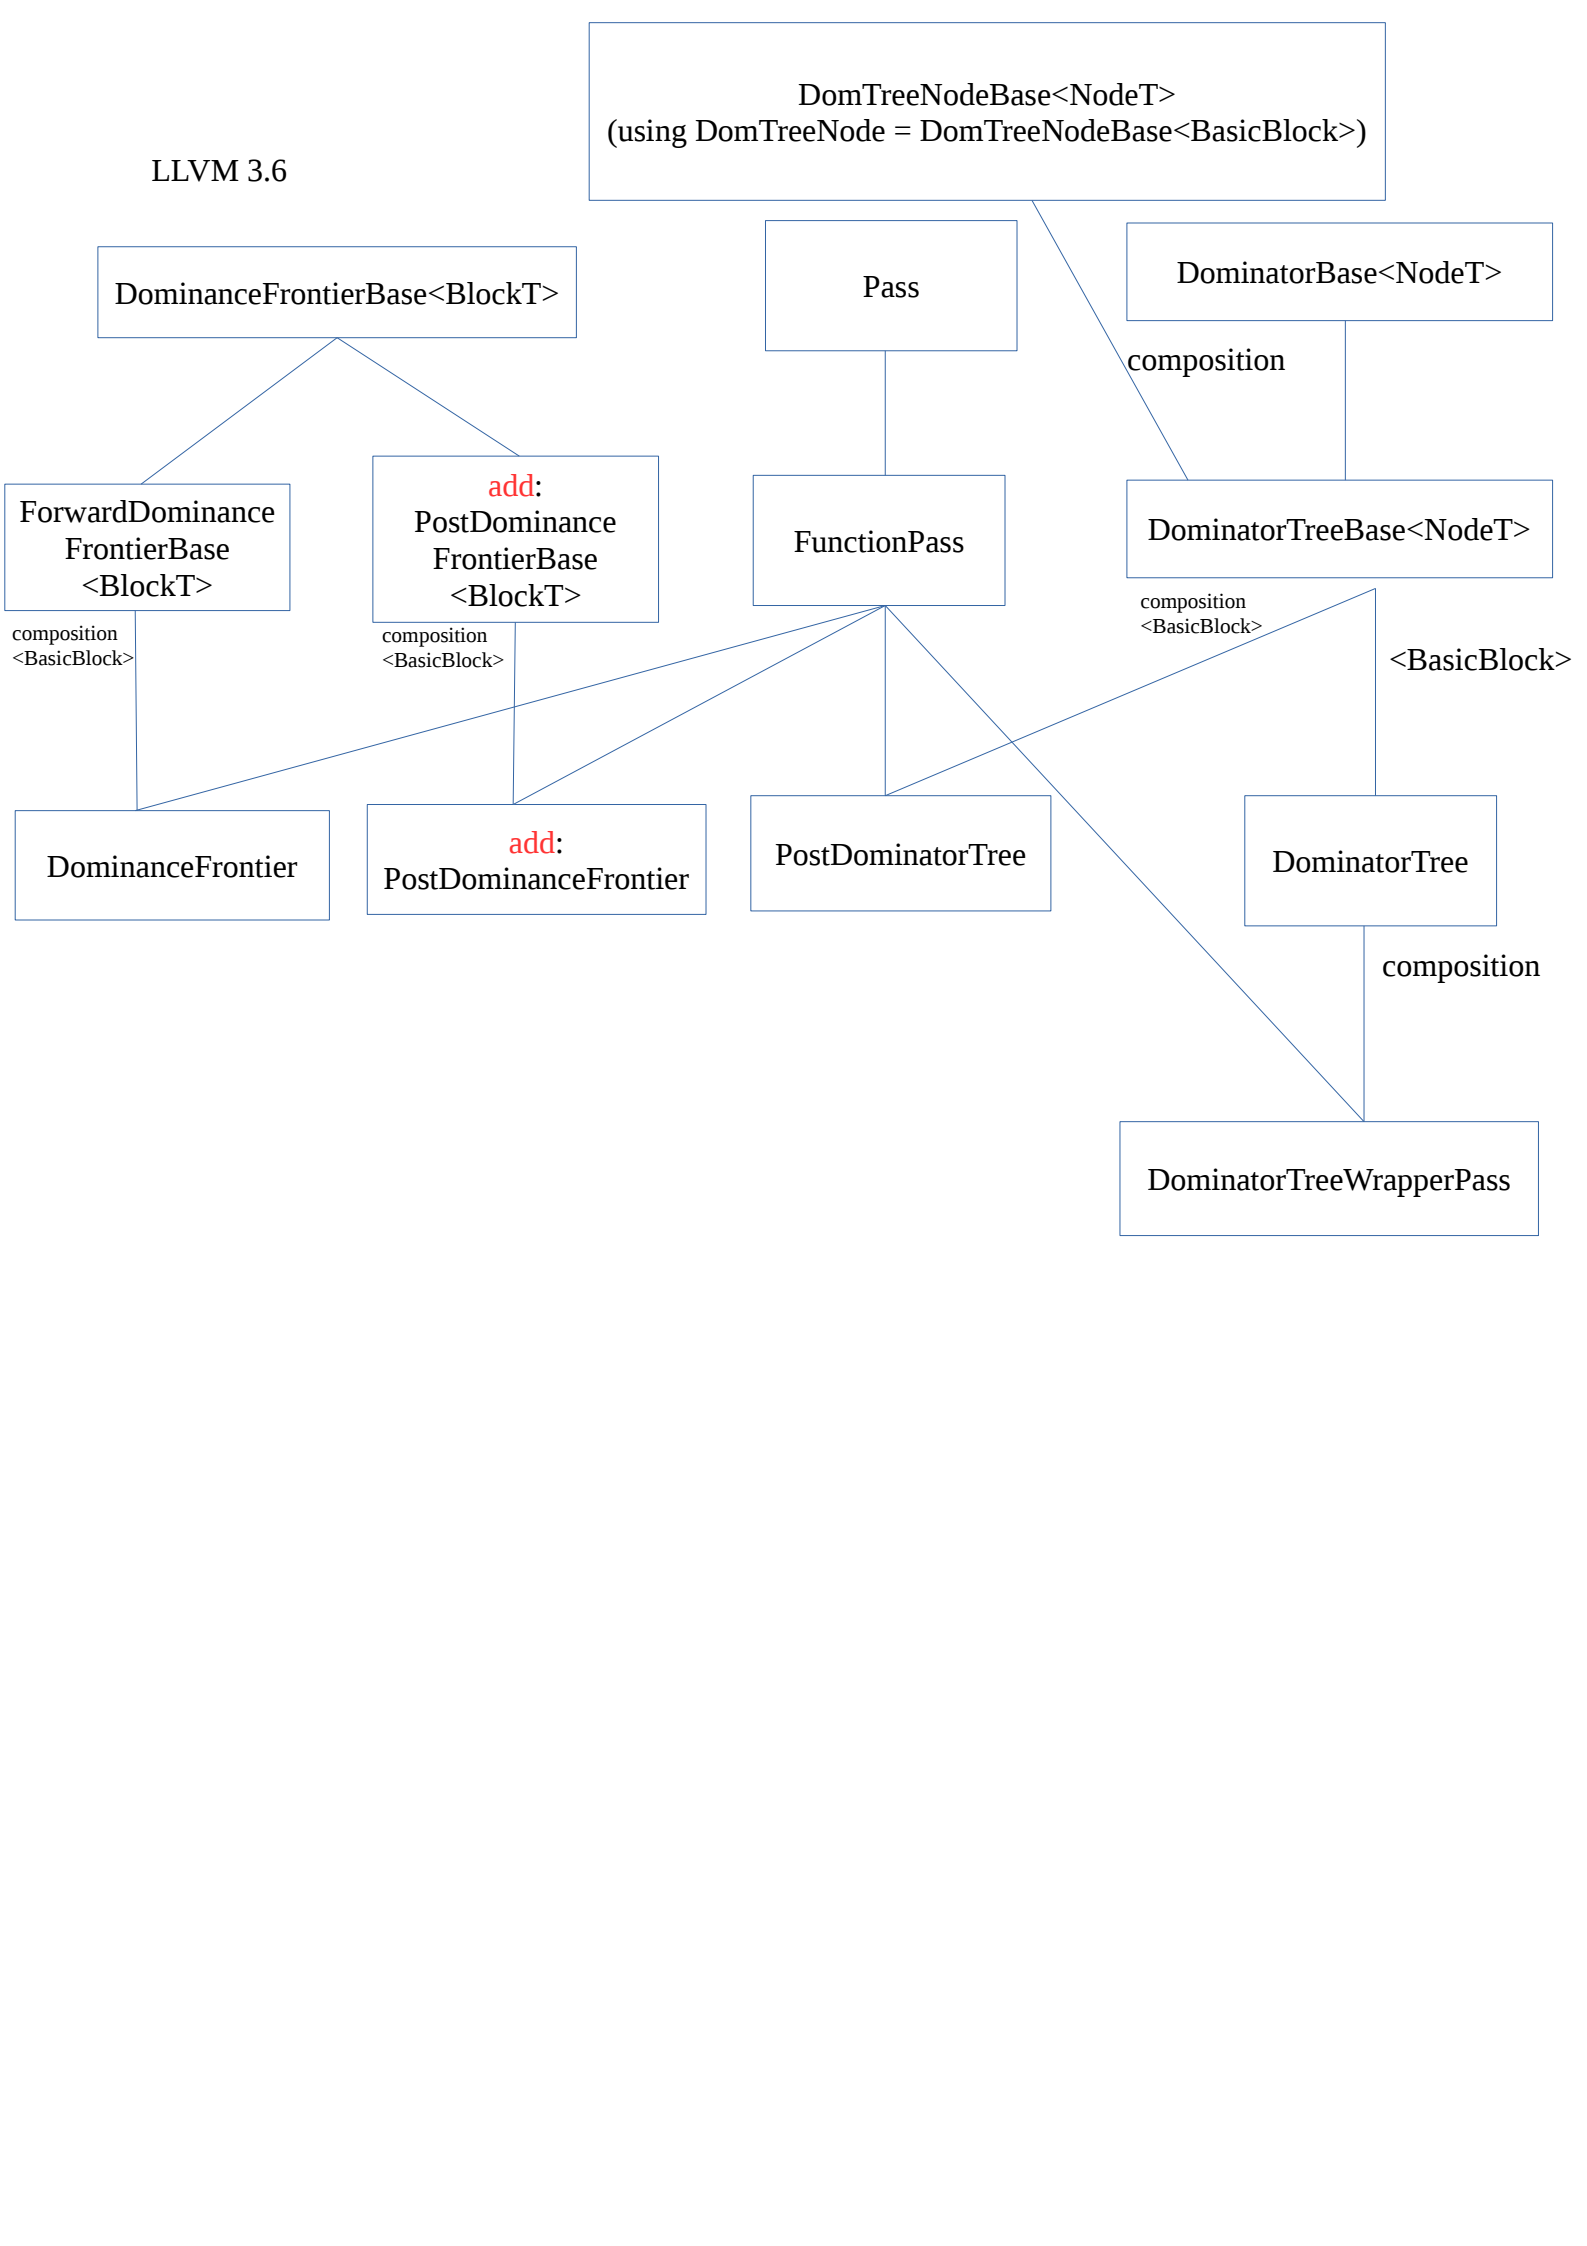 DomTreeNodeBase<NodeT>
(using DomTreeNode = DomTreeNodeBase<BasicBlock>)
LLVM 3.6
DominanceFrontierBase<BlockT>
Pass
DominatorBase<NodeT>
composition
ForwardDominance
FrontierBase
<BlockT>
add:
PostDominance
FrontierBase
<BlockT>
FunctionPass
DominatorTreeBase<NodeT>
composition
<BasicBlock>
composition
<BasicBlock>
composition
<BasicBlock>
<BasicBlock>
DominanceFrontier
add:
PostDominanceFrontier
PostDominatorTree
DominatorTree
composition
DominatorTreeWrapperPass